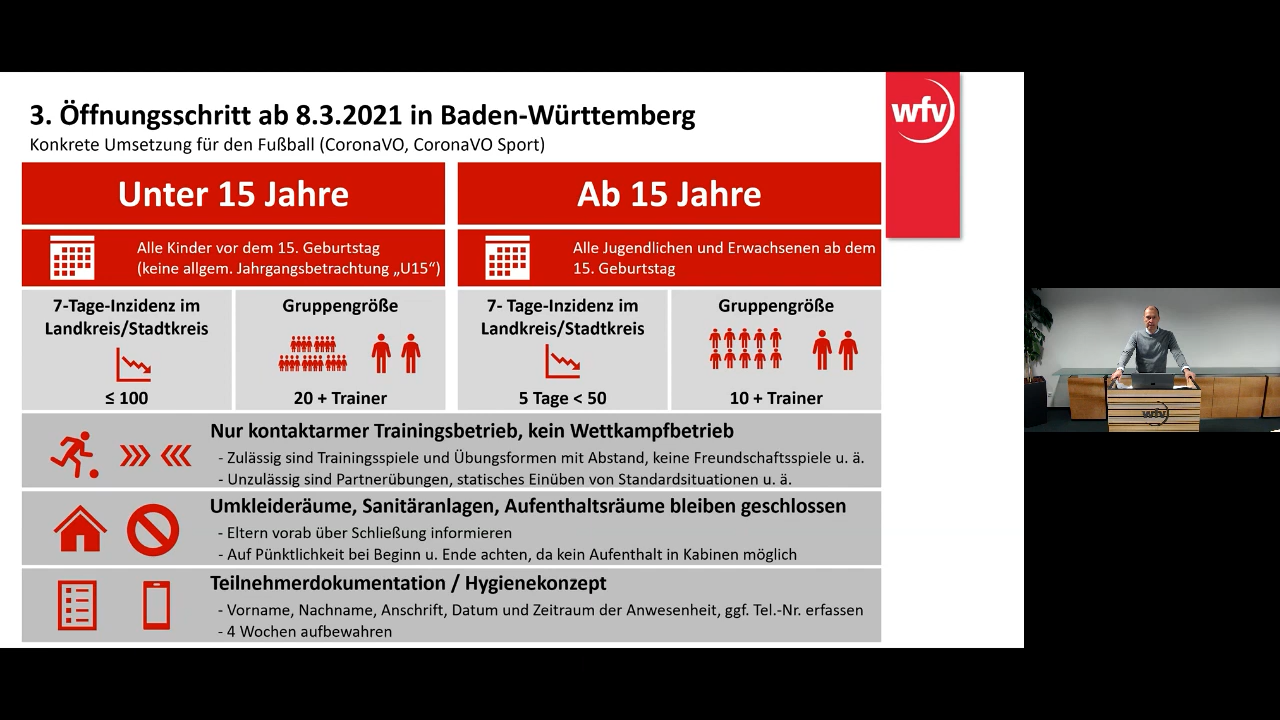 3. Öffnungsschritt ab 8.3.2021 in Baden-Württemberg
Konkrete Umsetzung für den Fußball (CoronaVO, CoronaVO Sport)
wfv
Unter 15 Jahre
Alle Kinder vor dem 15. Geburtstag
(keine allgem. Jahrgangsbetrachtung „U15“)
7-Tage-Inzidenz im
Landkreis/Stadtkreis
≤ 100
Gruppengröße
20 + Trainer
Ab 15 Jahre
Alle Jugendlichen und Erwachsenen ab dem
15. Geburtstag
7- Tage-Inzidenz im
Landkreis/Stadtkreis
5 Tage < 50
Gruppengröße
10 + Trainer
Nur kontaktarmer Trainingsbetrieb, kein Wettkampfbetrieb
- Zulässig sind Trainingsspiele und Übungsformen mit Abstand, keine Freundschaftsspiele u. ä.
- Unzulässig sind Partnerübungen, statisches Einüben von Standardsituationen u. ä.
Umkleideräume, Sanitäranlagen, Aufenthaltsräume bleiben geschlossen
- Eltern vorab über Schließung informieren
- Auf Pünktlichkeit bei Beginn u. Ende achten, da kein Aufenthalt in Kabinen möglich
Teilnehmerdokumentation / Hygienekonzept
- Vorname, Nachname, Anschrift, Datum und Zeitraum der Anwesenheit, ggf. Tel.-Nr. erfassen
- 4 Wochen aufbewahren
wfv